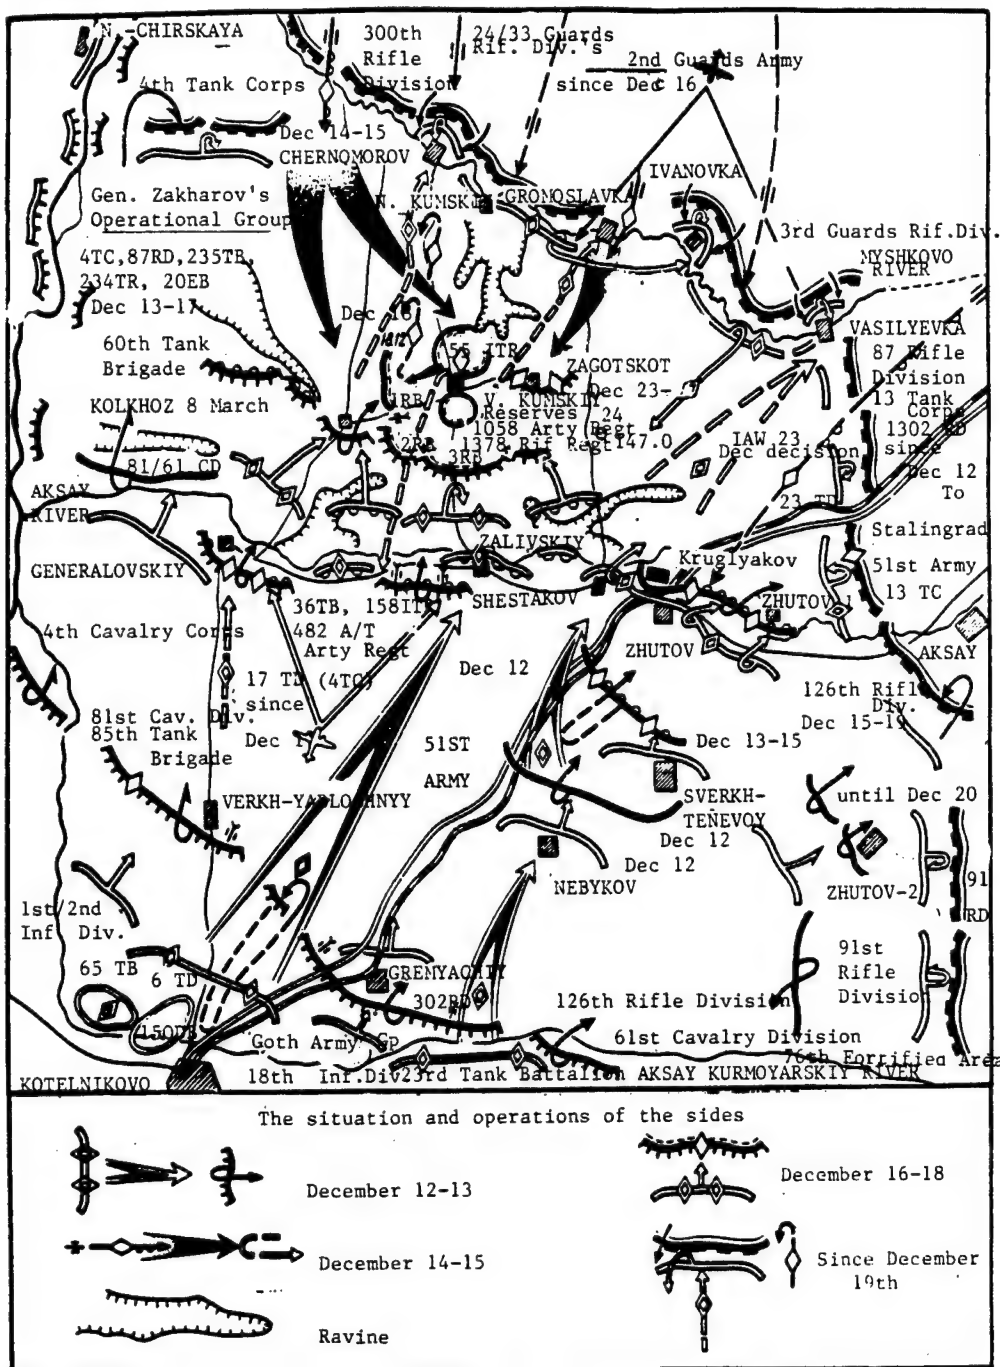 N.-CHIRSKAYA
300th
Rifle
Division
24/33 Guards
Rif. Div.'s
2nd Guards Army
since Dec 16
4th Tank Corps
Dec 14-15
CHERNOMOROV
IVANOVKA
Gen. Zakharov's
Operational Group
N. KUMSKIY
GROMOSLAVKA
3rd Guards Rif.Div.
MYSHKOVO
RIVER
4TC,87RD,235TB,
234TR, 20EB
Dec 13-17
Dec 18
60th Tank
Brigade
55 ITR
ZAGOTSKOT
Dec 23-
VASILYEVKA
87 Rifle
Division
13 Tank
Corps
1302 RD
since
Dec 12
To
Stalingrad
KOLKHOZ 8 March
1RB
V. KUMSKIY
Reserves 24
1058 Arty Regt
2RB 1378 Rif Regt 147.0
3RB
IAW 23
Dec decision
23 TD
81/61 CD
AKSAY
RIVER
ZALIVSKIY
Kruglyakov
GENERALOVSKIY
36TB, 158ITR
SHESTAKOV
ZHUTOV-1
51st Army
13 TC
4th Cavalry Corps
482 A/T
Arty Regt
Dec 12
ZHUTOV
AKSAY
17 TD (4TC)
since
Dec 1
126th Rifle
Div.
Dec 15-19
81st Cav. Div.
85th Tank
Brigade
51ST
ARMY
Dec 13-15
VERKH-YABLOCHNYY
SVERKH-
TENEVOY
Dec 12
until Dec 20
Dec 12
NEBYKOV
ZHUTOV-2
91
RD
1st/2nd
Inf. Div.
65 TB
6 TD
GREMYACHIY
302RD
91st
Rifle
Division
15ODB
126th Rifle Division
Goth Army Gp
61st Cavalry Division
76th Forrified Area
KOTELNIKOVO
18th Inf.Div 23rd Tank Battalion AKSAY KURMOYARSKIY RIVER
The situation and operations of the sides
December 12-13
December 16-18
December 14-15
Since December
19th
Ravine